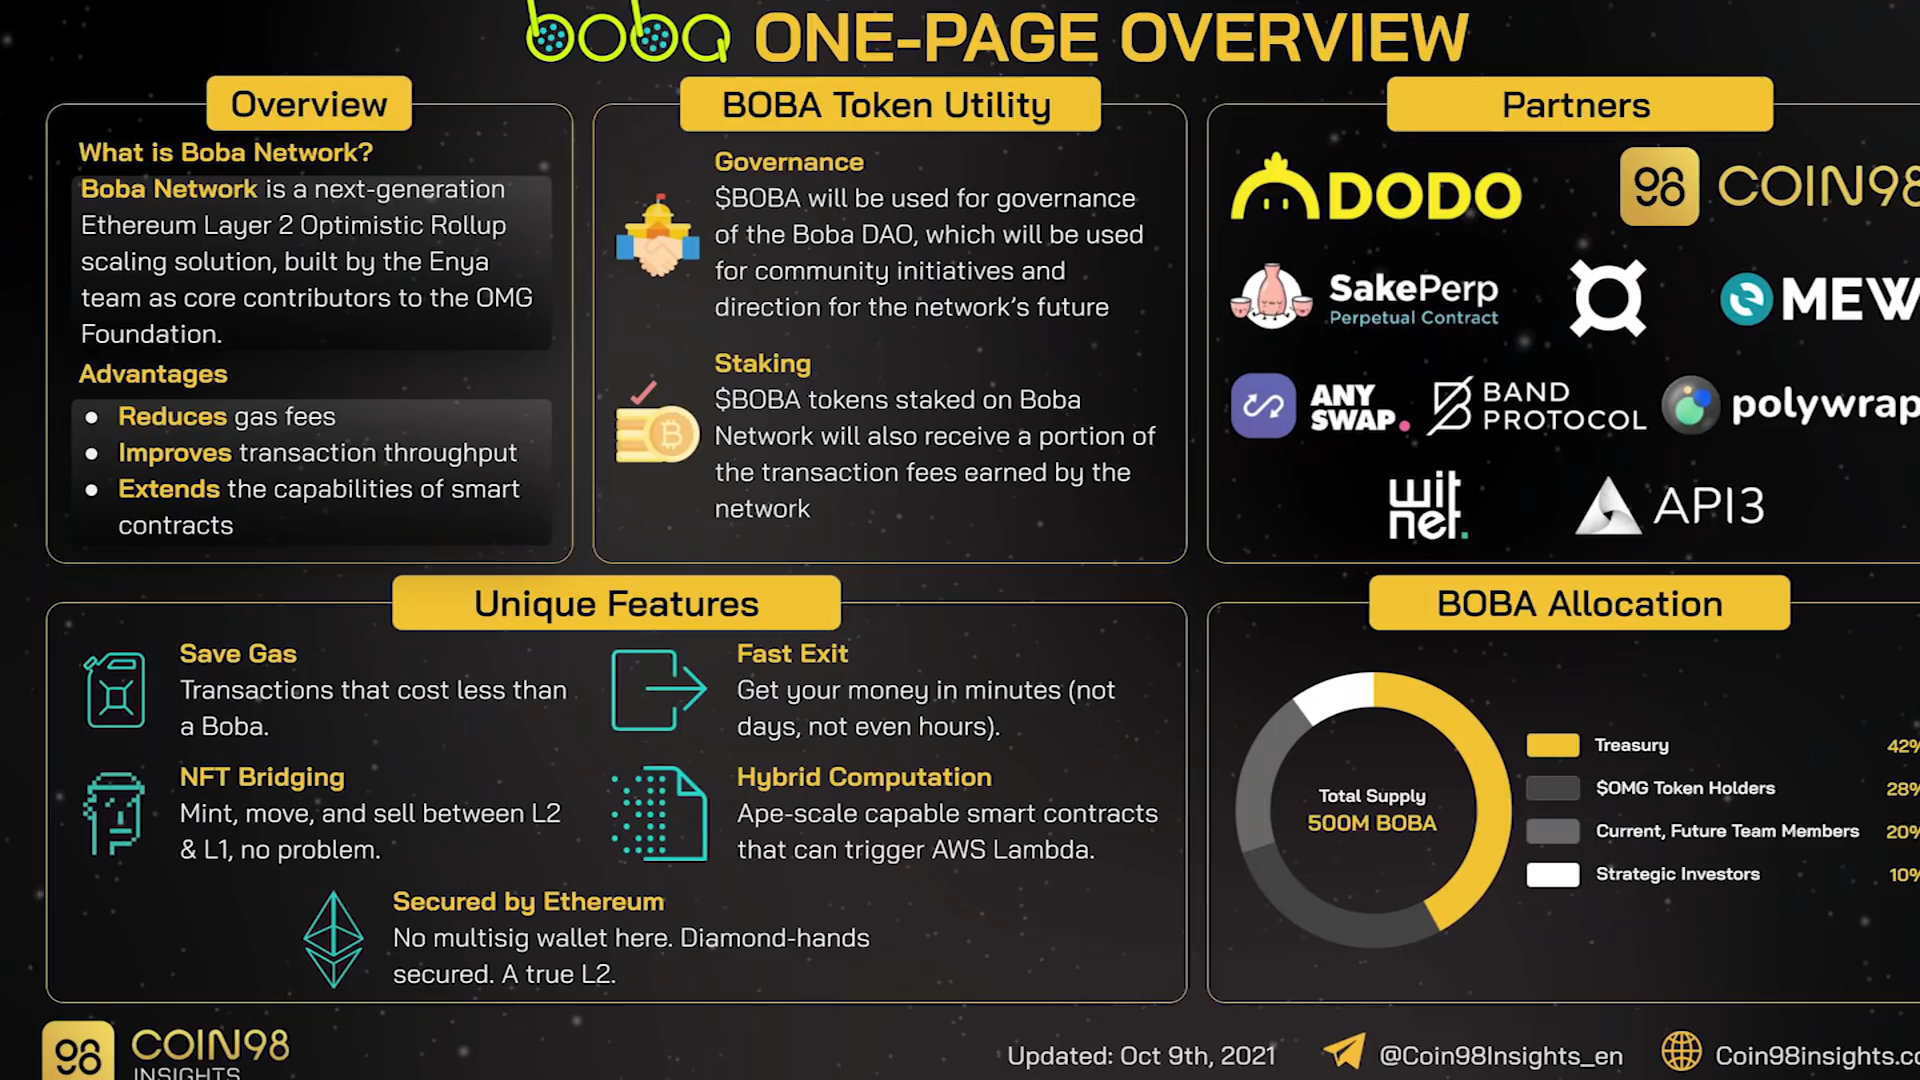 boba ONE-PAGE OVERVIEW
Overview
What is Boba Network?
Boba Network is a next-generation
Ethereum Layer 2 Optimistic Rollup
scaling solution, built by the Enya
team as core contributors to the OMG
Foundation.
Advantages
● Reduces gas fees
● Improves transaction throughput
● Extends the capabilities of smart
contracts
BOBA Token Utility
Governance
$BOBA will be used for governance
of the Boba DAO, which will be used
for community initiatives and
direction for the network's future
Staking
$BOBA tokens staked on Boba
Network will also receive a portion of
the transaction fees earned by the
network
Partners
DODO
COIN98
SakePerp
Perpetual Contract
MEW
ANY
SWAP.
BAND
PROTOCOL
polywrap
wit
net.
API3
Unique Features
Save Gas
Transactions that cost less than
a Boba.
Fast Exit
Get your money in minutes (not
days, not even hours).
NFT Bridging
Mint, move, and sell between L2
& L1, no problem.
Hybrid Computation
Ape-scale capable smart contracts
that can trigger AWS Lambda.
Secured by Ethereum
No multisig wallet here. Diamond-hands
secured. A true L2.
BOBA Allocation
Total Supply
500M BOBA
Treasury 42%
$OMG Token Holders 28%
Current, Future Team Members 20%
Strategic Investors 10%
COIN98
INSIGHTS
Updated: Oct 9th, 2021
@Coin98Insights_en
Coin98insights.co